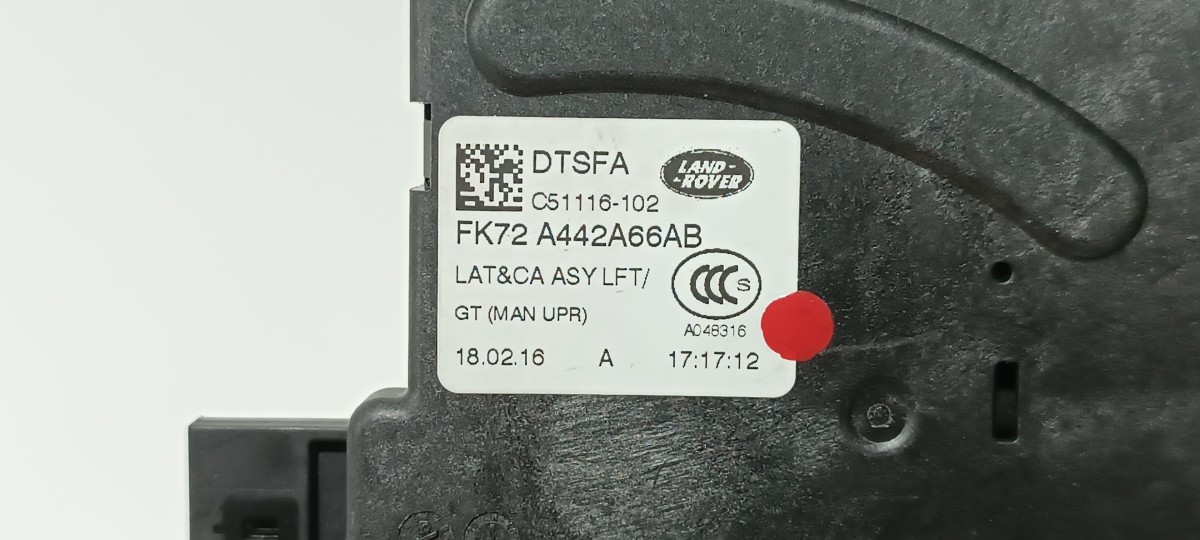 DTSFA
LAND-
-ROVER
C51116-102
FK72 A442A66AB
LAT&CA ASY LFT/
CCC S
GT (MAN UPR)
A048316
18.02.16 A 17:17:12